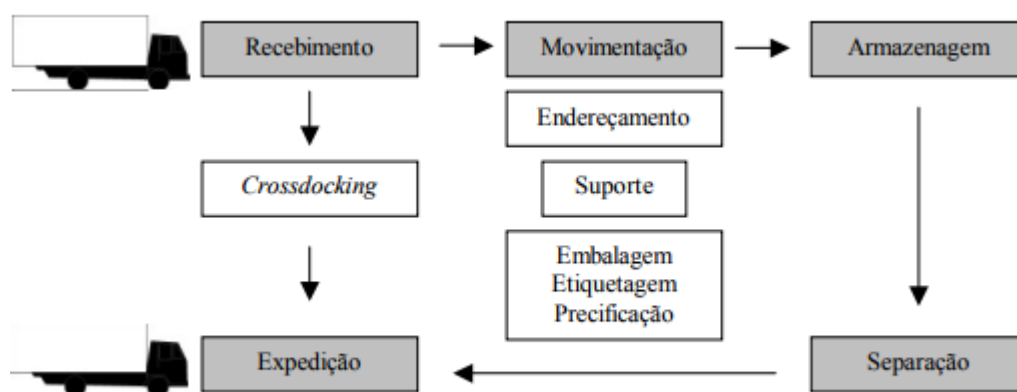 Recebimento
Movimentação
Armazenagem
Endereçamento
Crossdocking
Suporte
Embalagem
Etiquetagem
Precificação
Expedição
Separação